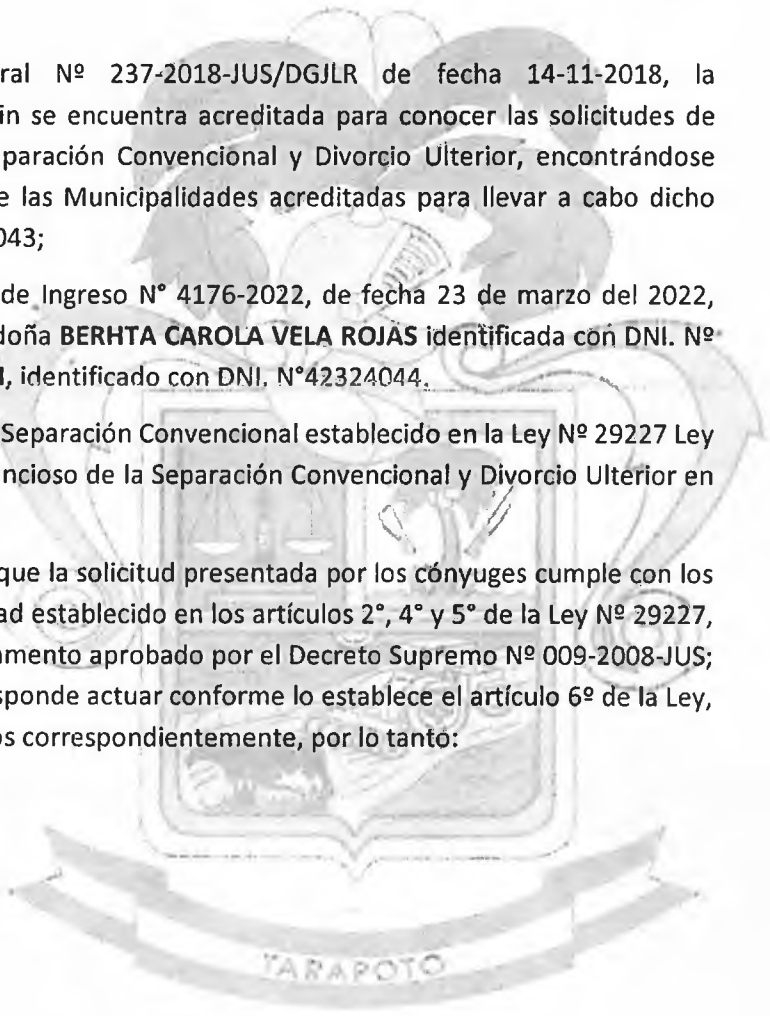 ral Nº 237-2018-JUS/DGJLR de fecha 14-11-2018, la
in se encuentra acreditada para conocer las solicitudes de
paración Convencional y Divorcio Ulterior, encontrándose
e las Municipalidades acreditadas para llevar a cabo dicho
043;
de Ingreso N° 4176-2022, de fecha 23 de marzo del 2022,
doña BERHTA CAROLA VELA ROJAS identificada con DNI. Nº
identificado con DNI. N°42324044.
Separación Convencional establecido en la Ley Nº 29227 Ley
ncioso de la Separación Convencional y Divorcio Ulterior en
que la solicitud presentada por los cónyuges cumple con los
ad establecido en los artículos 2°, 4° y 5° de la Ley Nº 29227,
amento aprobado por el Decreto Supremo Nº 009-2008-JUS;
sponde actuar conforme lo establece el artículo 6º de la Ley,
os correspondientemente, por lo tanto:
TARAPOTO